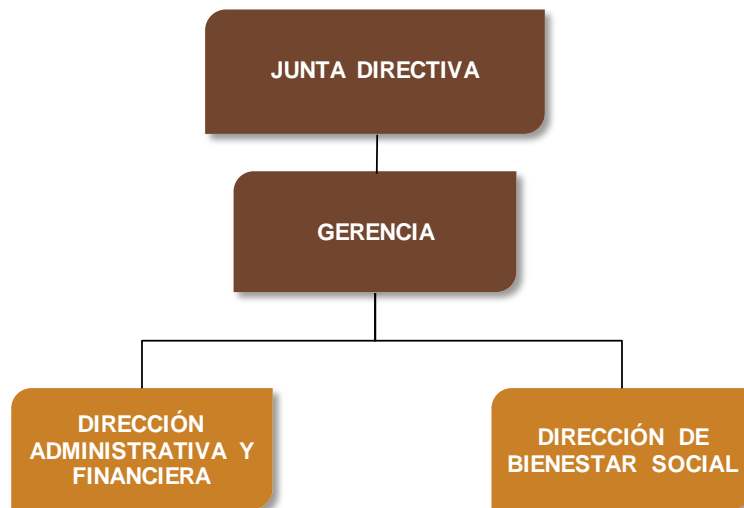 JUNTA DIRECTIVA
GERENCIA
DIRECCIÓN
ADMINISTRATIVA Y
FINANCIERA
DIRECCIÓN DE
BIENESTAR SOCIAL